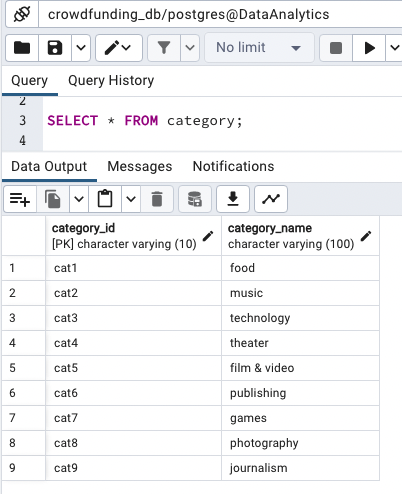 crowdfunding_db/postgres@DataAnalytics
No limit
Query Query History
2
3 SELECT * FROM category;
4
Data Output Messages Notifications
category_id category_name
[PK] character varying (10) character varying (100)
1 cat1 food
2 cat2 music
3 cat3 technology
4 cat4 theater
5 cat5 film & video
6 cat6 publishing
7 cat7 games
8 cat8 photography
9 cat9 journalism